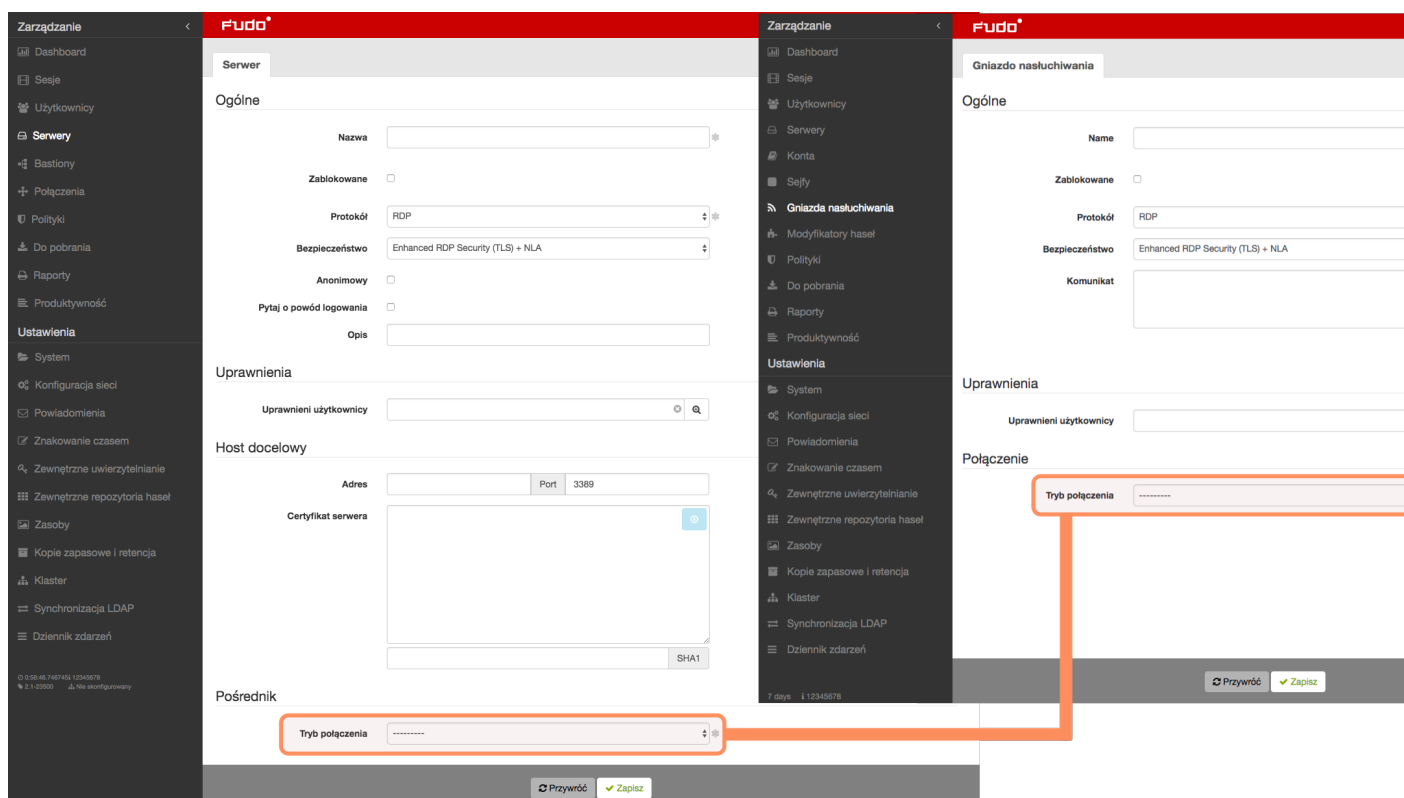 Zarządzanie
Dashboard
Sesje
Użytkownicy
Serwery
Bastiony
Połączenia
Polityki
Do pobrania
Raporty
Produktywność
Ustawienia
System
Konfiguracja sieci
Powiadomienia
Znakowanie czasem
Zewnętrzne uwierzytelnianie
Zewnętrzne repozytoria haseł
Zasoby
Kopie zapasowe i retencja
Klaster
Synchronizacja LDAP
Dziennik zdarzeń
12345678
2.1-23500 Nie skonfigurowany
FUDO
Serwer
Ogólne
Nazwa
Zablokowane
Protokół RDP
Bezpieczeństwo Enhanced RDP Security (TLS) + NLA
Anonimowy
Pytaj o powód logowania
Opis
Uprawnienia
Uprawnieni użytkownicy
Host docelowy
Adres Port 3389
Certyfikat serwera
SHA1
Pośrednik
Tryb połączenia ---------
Przywróć Zapisz
Zarządzanie
Dashboard
Sesje
Użytkownicy
Serwery
Konta
Sejfy
Gniazda nasłuchiwania
Modyfikatory haseł
Polityki
Do pobrania
Raporty
Produktywność
Ustawienia
System
Konfiguracja sieci
Powiadomienia
Znakowanie czasem
Zewnętrzne uwierzytelnianie
Zewnętrzne repozytoria haseł
Zasoby
Kopie zapasowe i retencja
Klaster
Synchronizacja LDAP
Dziennik zdarzeń
7 days 12345678
FUDO
Gniazdo nasłuchiwania
Ogólne
Name
Zablokowane
Protokół RDP
Bezpieczeństwo Enhanced RDP Security (TLS) + NLA
Komunikat
Uprawnienia
Uprawnieni użytkownicy
Połączenie
Tryb połączenia ---------
Przywróć Zapisz